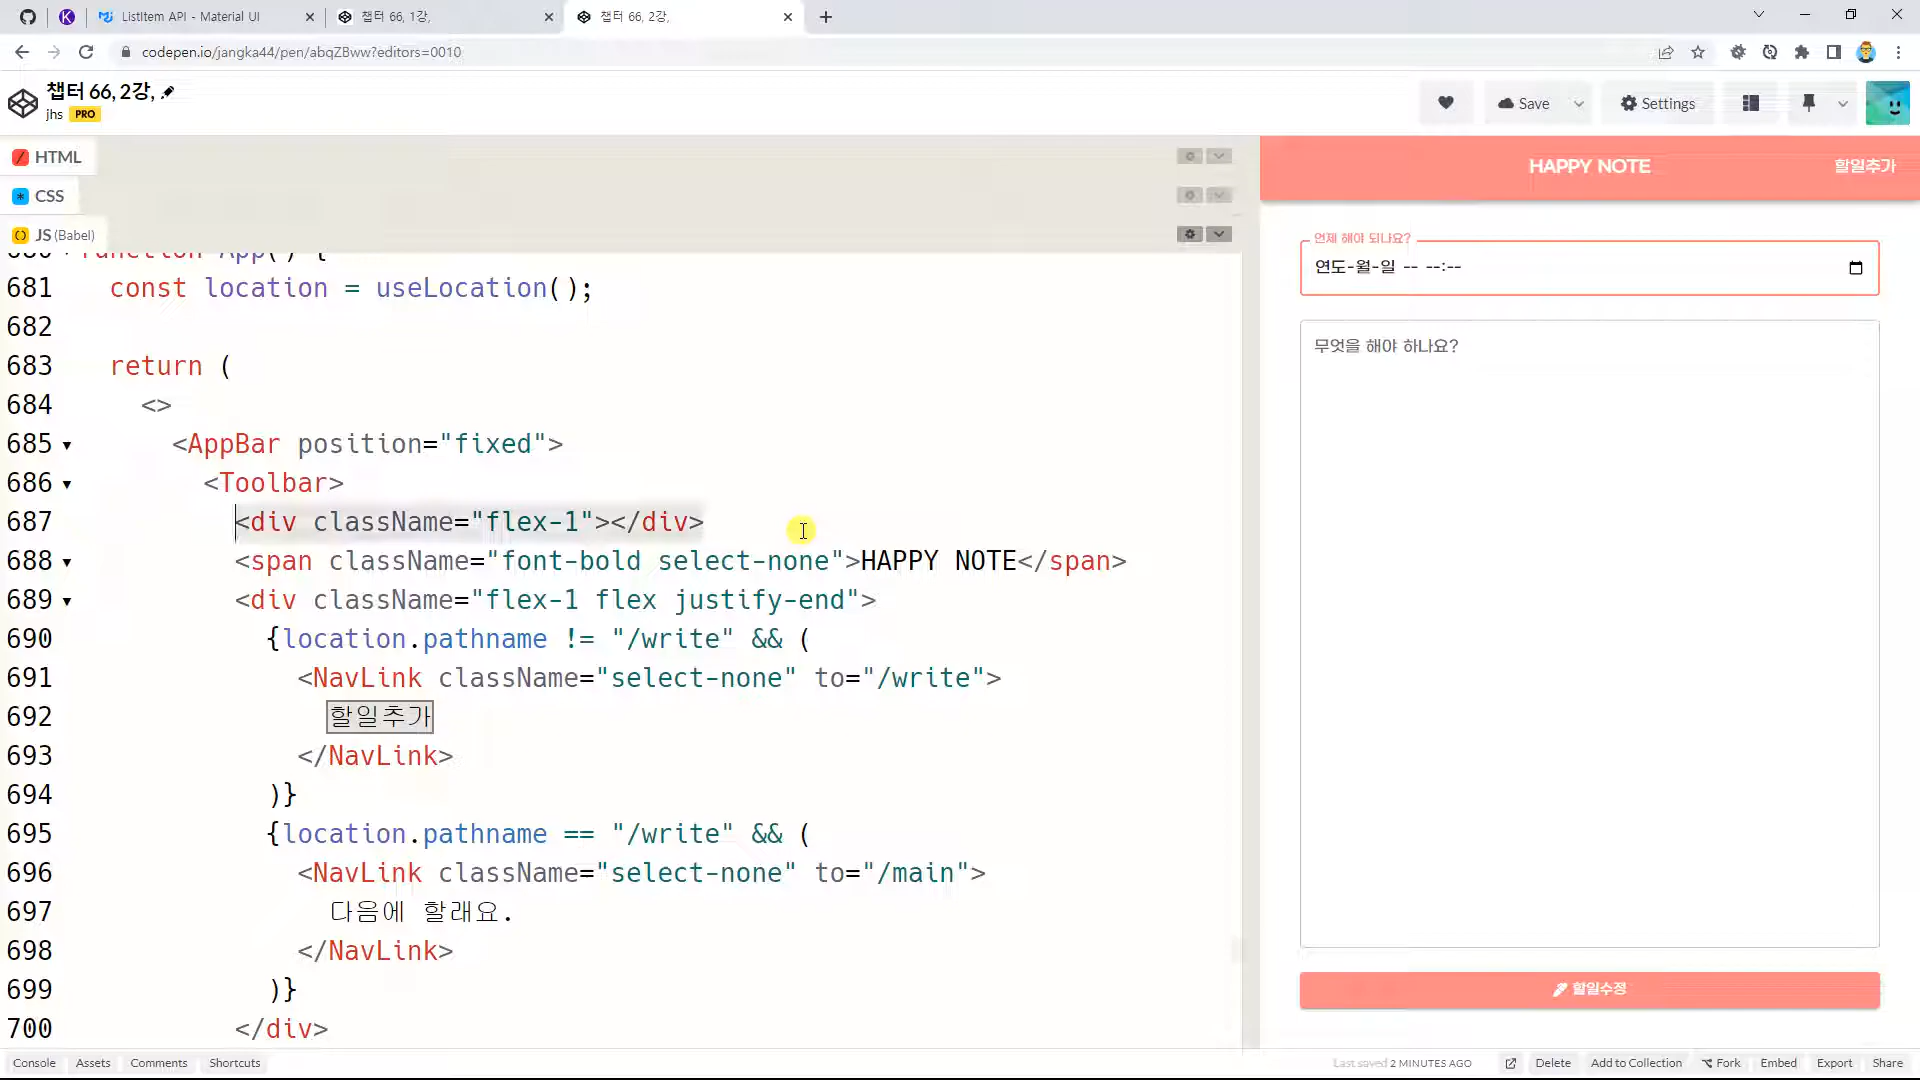 ListItem API - Material UI
챕터 66, 1강,
챕터 66, 2강,
codepen.io/jangka44/pen/abqZBww?editors=0010
챕터 66, 2강,
jhs PRO
Save
Settings
HTML
CSS
JS (Babel)
680 function App() {
681 const location = useLocation();
682
683 return (
684 <>
685 <AppBar position="fixed">
686 <Toolbar>
687 <div className="flex-1"></div>
688 <span className="font-bold select-none">HAPPY NOTE</span>
689 <div className="flex-1 flex justify-end">
690 {location.pathname != "/write" && (
691 <NavLink className="select-none" to="/write">
692 할일추가
693 </NavLink>
694 )}
695 {location.pathname == "/write" && (
696 <NavLink className="select-none" to="/main">
697 다음에 할래요.
698 </NavLink>
699 )}
700 </div>
HAPPY NOTE
할일추가
언제 해야 되나요?
연도-월-일 -- --:--
무엇을 해야 하나요?
할일수정
Console
Assets
Comments
Shortcuts
Last saved 2 MINUTES AGO
Delete
Add to Collection
Fork
Embed
Export
Share